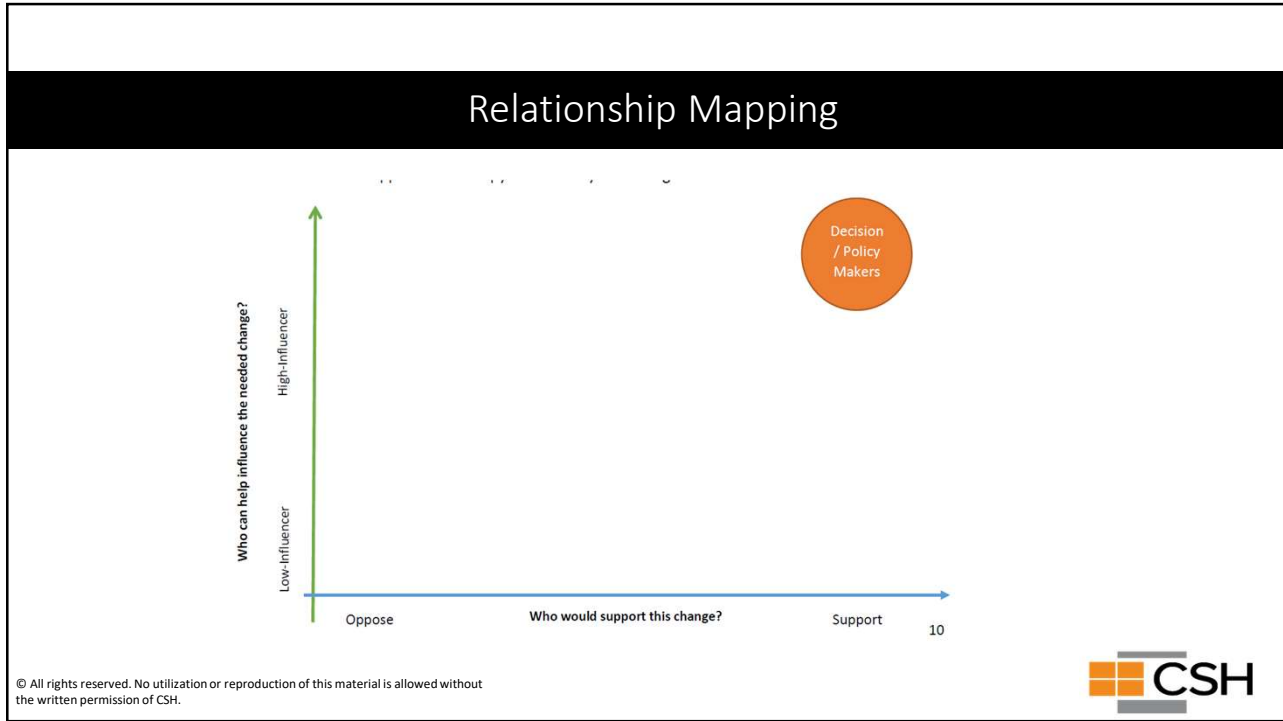 Relationship Mapping
Decision
/ Policy
Makers
Who can help influence the needed change?
High-Influencer
Low-Influencer
Oppose
Who would support this change?
Support
10
© All rights reserved. No utilization or reproduction of this material is allowed without
the written permission of CSH.
CSH